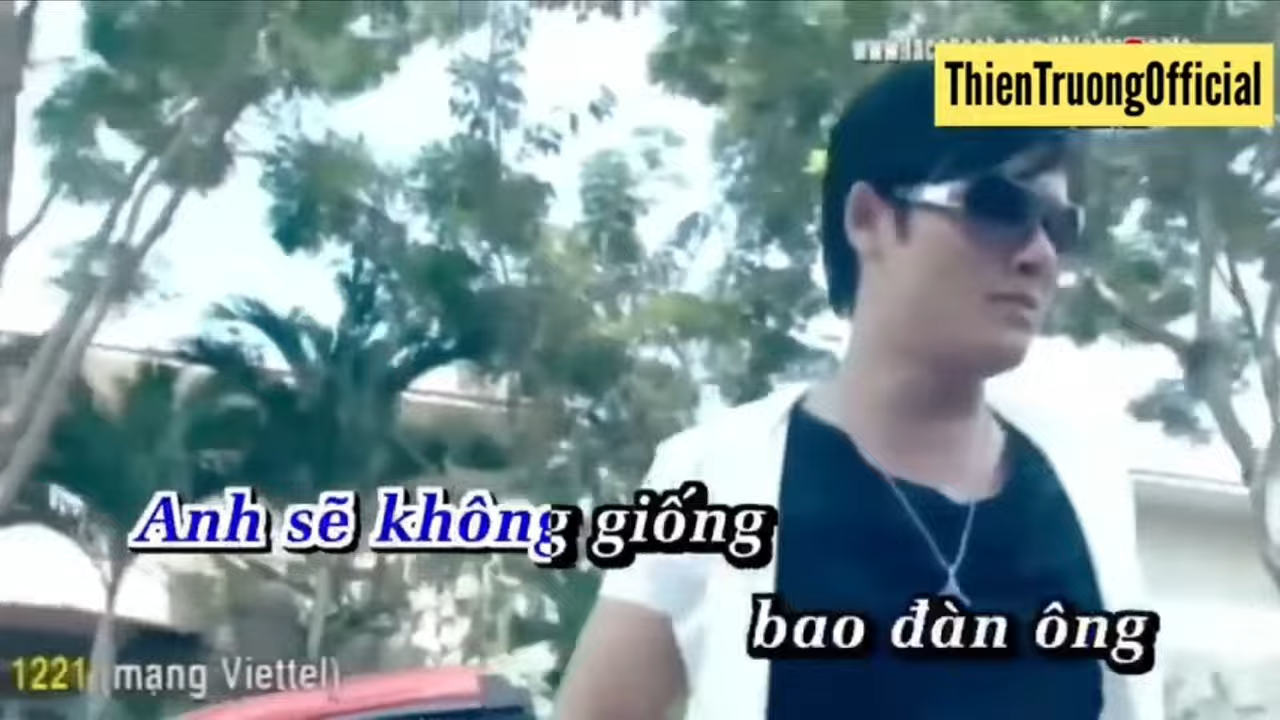 ThienTruongOfficial
Anh sẽ không giống
bao đàn ông
1221 (mạng Viettel)